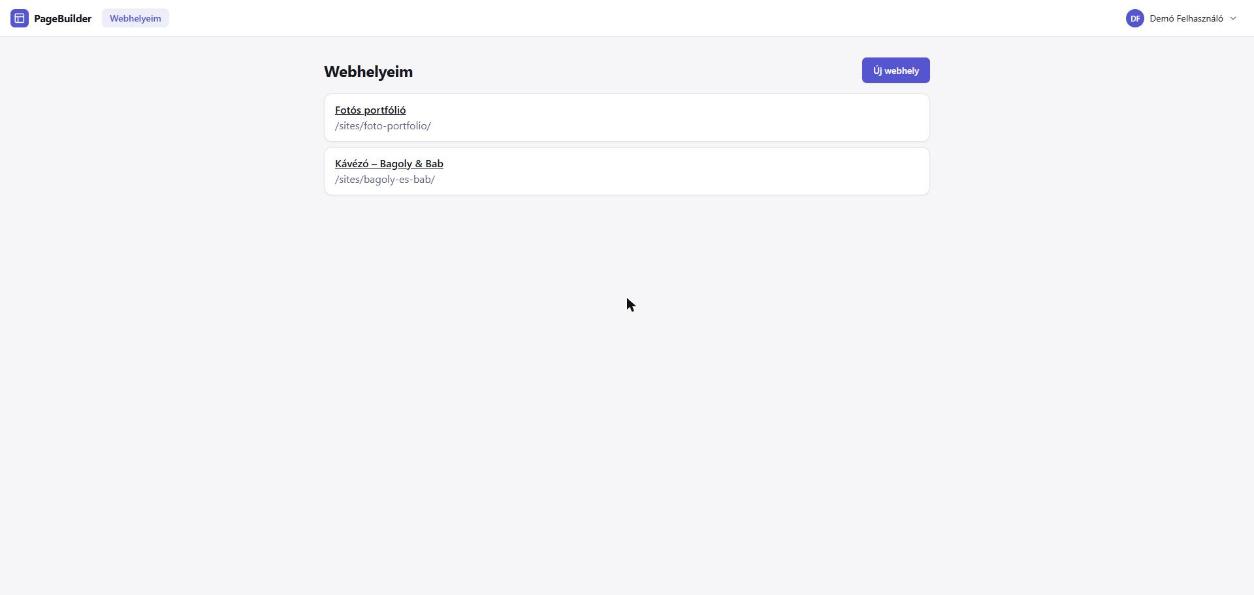 PageBuilder
Webhelyeim
DF
Demó Felhasználó
Webhelyeim
Új webhely
Fotós portfólió
/sites/foto-portfolio/
Kávézó – Bagoly & Bab
/sites/bagoly-es-bab/